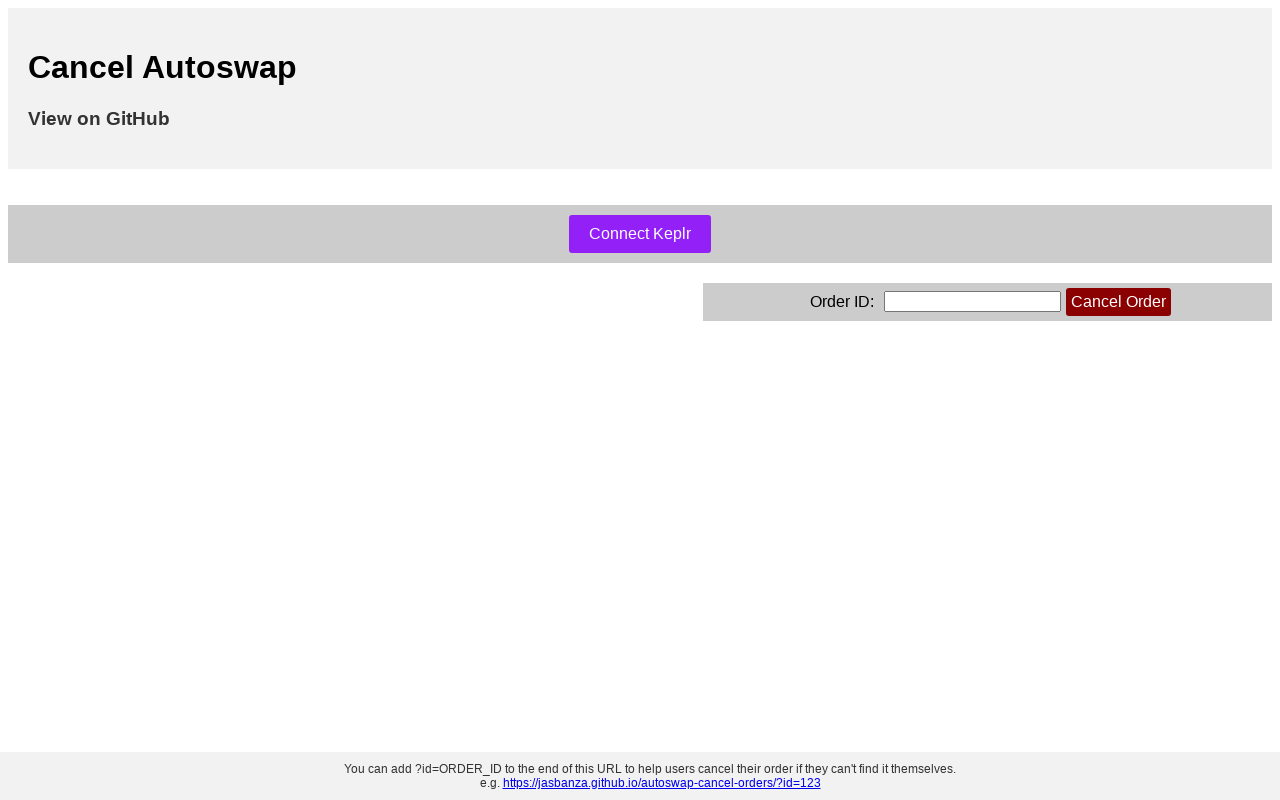 Cancel Autoswap
View on GitHub
Connect Keplr
Order ID:
Cancel Order
You can add ?id=ORDER_ID to the end of this URL to help users cancel their order if they can't find it themselves.
e.g. https://jasbanza.github.io/autoswap-cancel-orders/?id=123